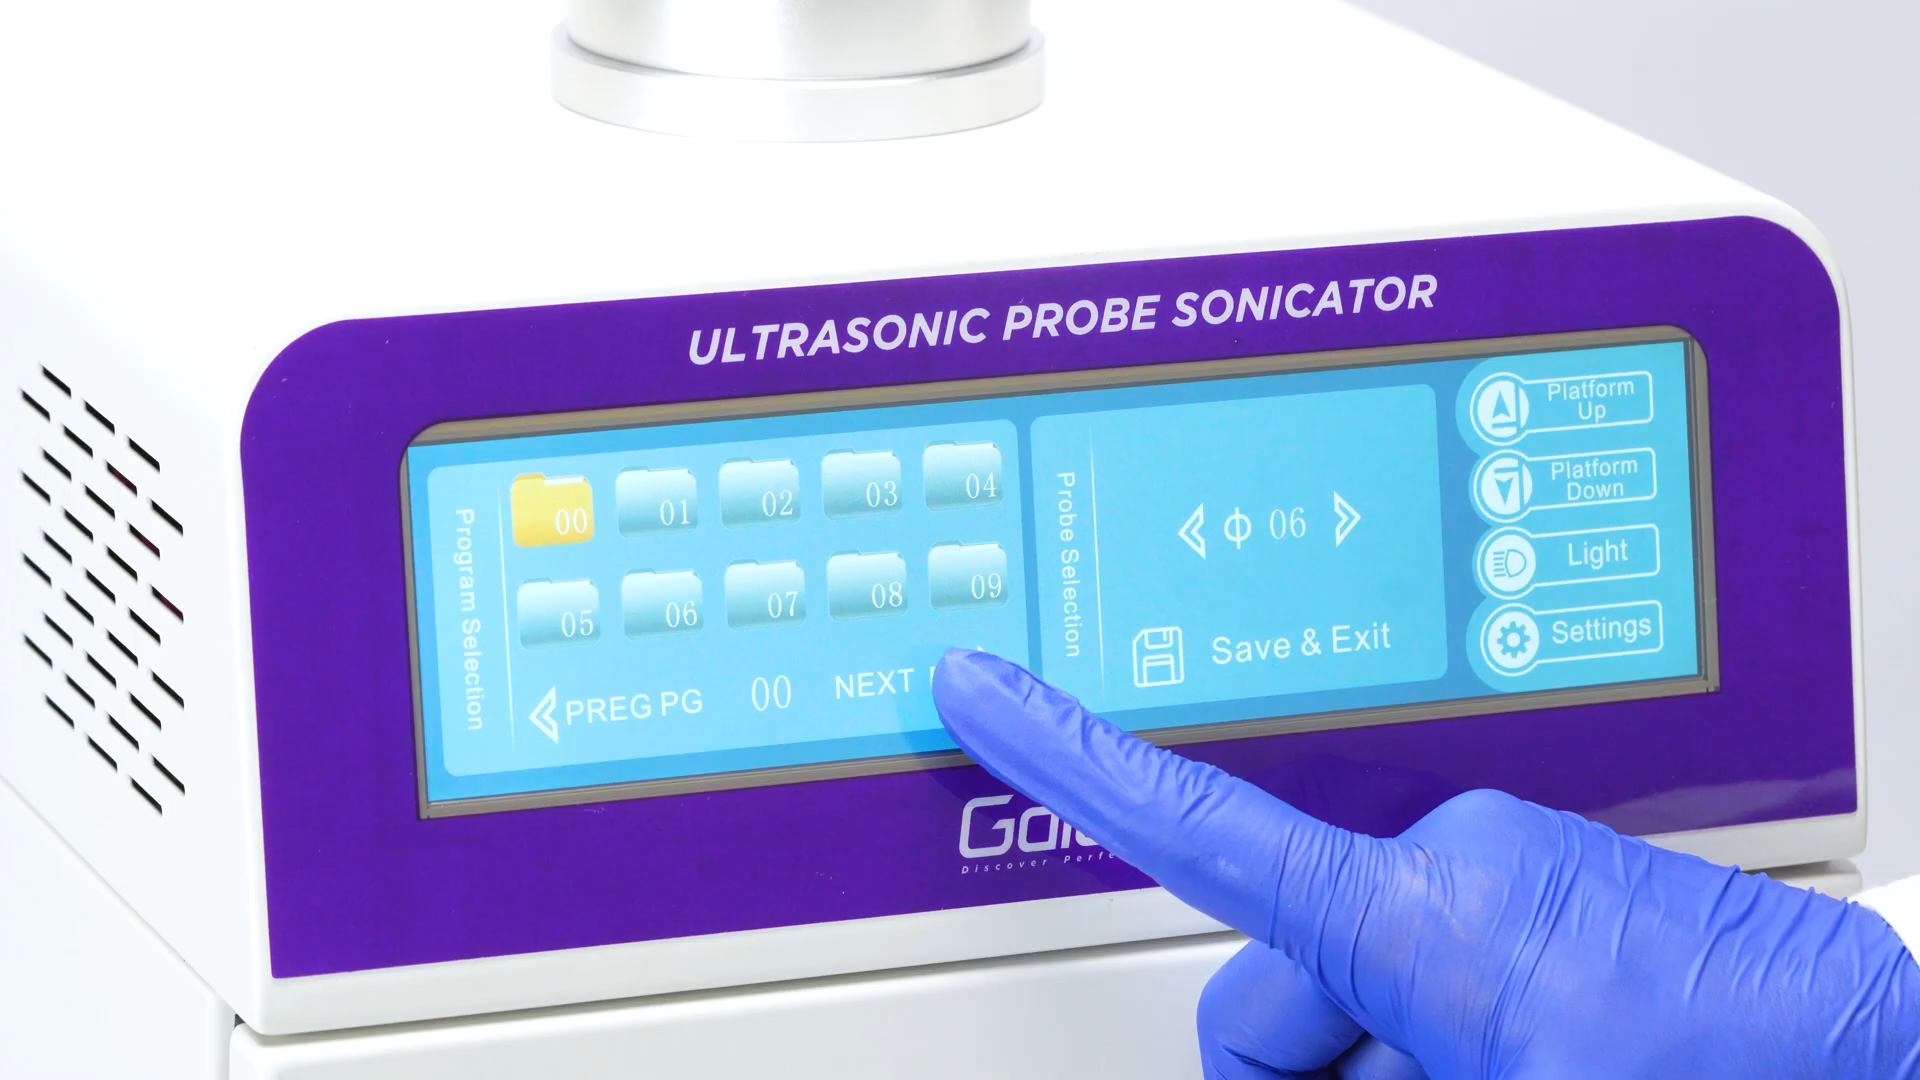 ULTRASONIC PROBE SONICATOR
Program Selection
00 01 02 03 04
05 06 07 08 09
PREG PG 00 NEXT
Probe Selection
Φ 06
Save & Exit
Platform
Up
Platform
Down
Light
Settings
Discover